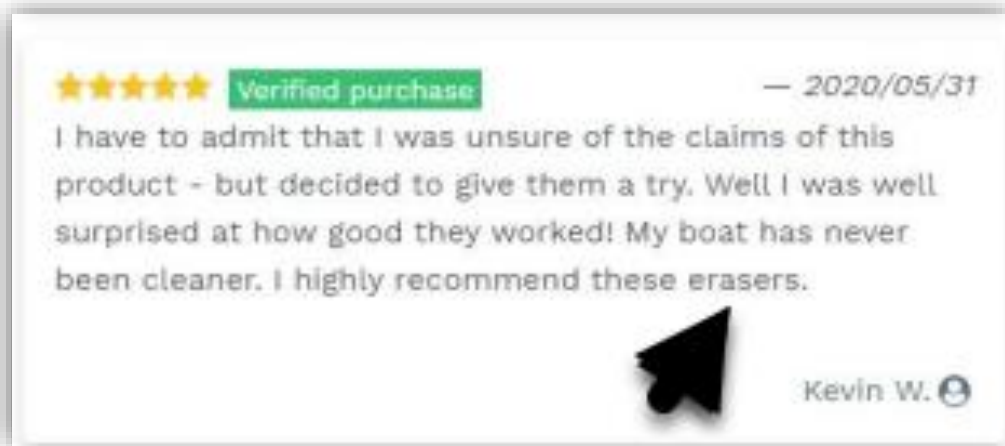 Verified purchase — 2020/05/31
I have to admit that I was unsure of the claims of this
product - but decided to give them a try. Well I was well
surprised at how good they worked! My boat has never
been cleaner. I highly recommend these erasers.
Kevin W.